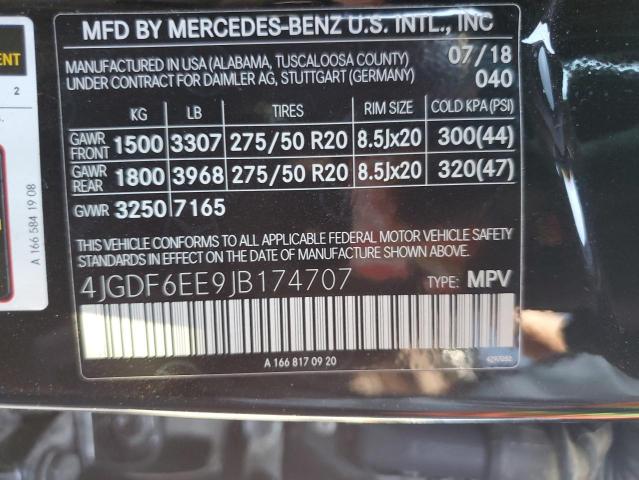 MFD BY MERCEDES-BENZ U.S. INTL., INC
MANUFACTURED IN USA (ALABAMA, TUSCALOOSA COUNTY) 07/18
UNDER CONTRACT FOR DAIMLER AG, STUTTGART (GERMANY) 040
KG LB TIRES RIM SIZE COLD KPA (PSI)
GAWR FRONT 1500 3307 275/50 R20 8.5Jx20 300(44)
GAWR REAR 1800 3968 275/50 R20 8.5Jx20 320(47)
GVWR 3250 7165
THIS VEHICLE CONFORMS TO ALL APPLICABLE FEDERAL MOTOR VEHICLE SAFETY
STANDARDS IN EFFECT ON THE DATE OF MANUFACTURE SHOWN ABOVE.
4JGDF6EE9JB174707 TYPE: MPV
A 166 817 09 20
2
A 166 584 19 08